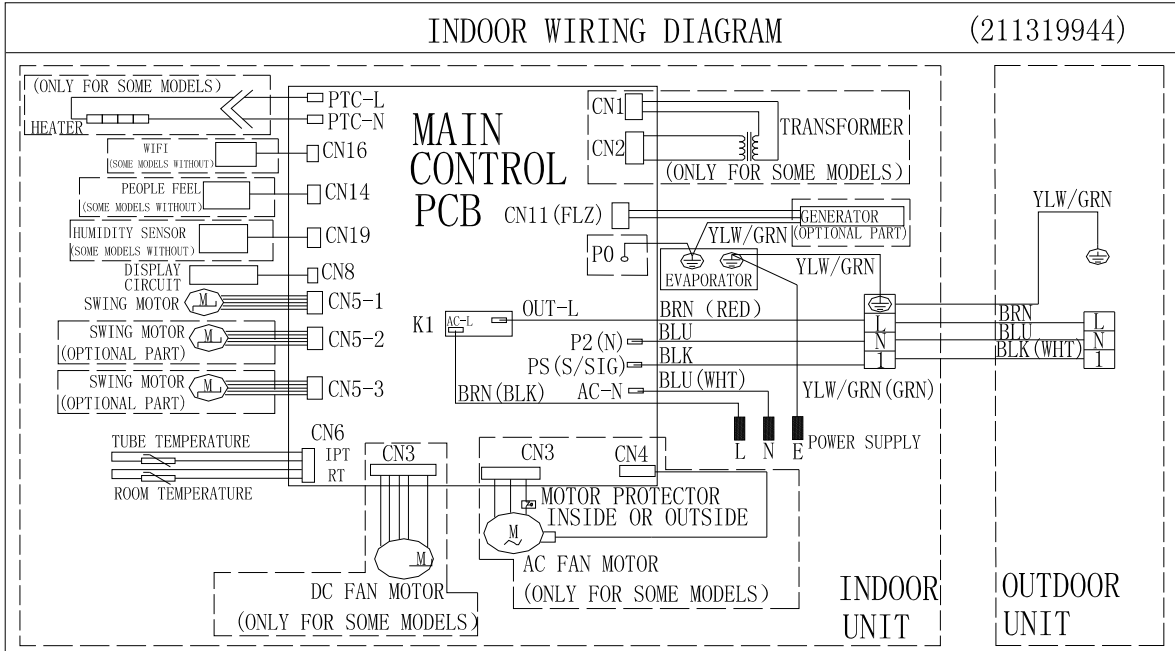 INDOOR WIRING DIAGRAM
(211319944)
(ONLY FOR SOME MODELS)
HEATER
PTC-L
PTC-N
WIFI
(SOME MODELS WITHOUT)
CN16
PEOPLE FEEL
(SOME MODELS WITHOUT)
CN14
HUMIDITY SENSOR
(SOME MODELS WITHOUT)
CN19
DISPLAY
CIRCUIT
CN8
SWING MOTOR
M
CN5-1
SWING MOTOR
(OPTIONAL PART)
M
CN5-2
SWING MOTOR
(OPTIONAL PART)
M
CN5-3
TUBE TEMPERATURE
ROOM TEMPERATURE
CN6
IPT
RT
MAIN
CONTROL
PCB
CN1
CN2
TRANSFORMER
(ONLY FOR SOME MODELS)
CN11(FLZ)
GENERATOR
(OPTIONAL PART)
P0
YLW/GRN
EVAPORATOR
YLW/GRN
K1
AC-L
OUT-L
BRN (RED)
P2(N)
BLU
PS(S/SIG)
BLK
BRN(BLK)
AC-N
BLU(WHT)
L
N
1
YLW/GRN(GRN)
L
N
E
POWER SUPPLY
CN3
M
DC FAN MOTOR
(ONLY FOR SOME MODELS)
CN3
CN4
MOTOR PROTECTOR
INSIDE OR OUTSIDE
M
AC FAN MOTOR
(ONLY FOR SOME MODELS)
INDOOR
UNIT
YLW/GRN
BRN
BLU
BLK(WHT)
L
N
1
OUTDOOR
UNIT